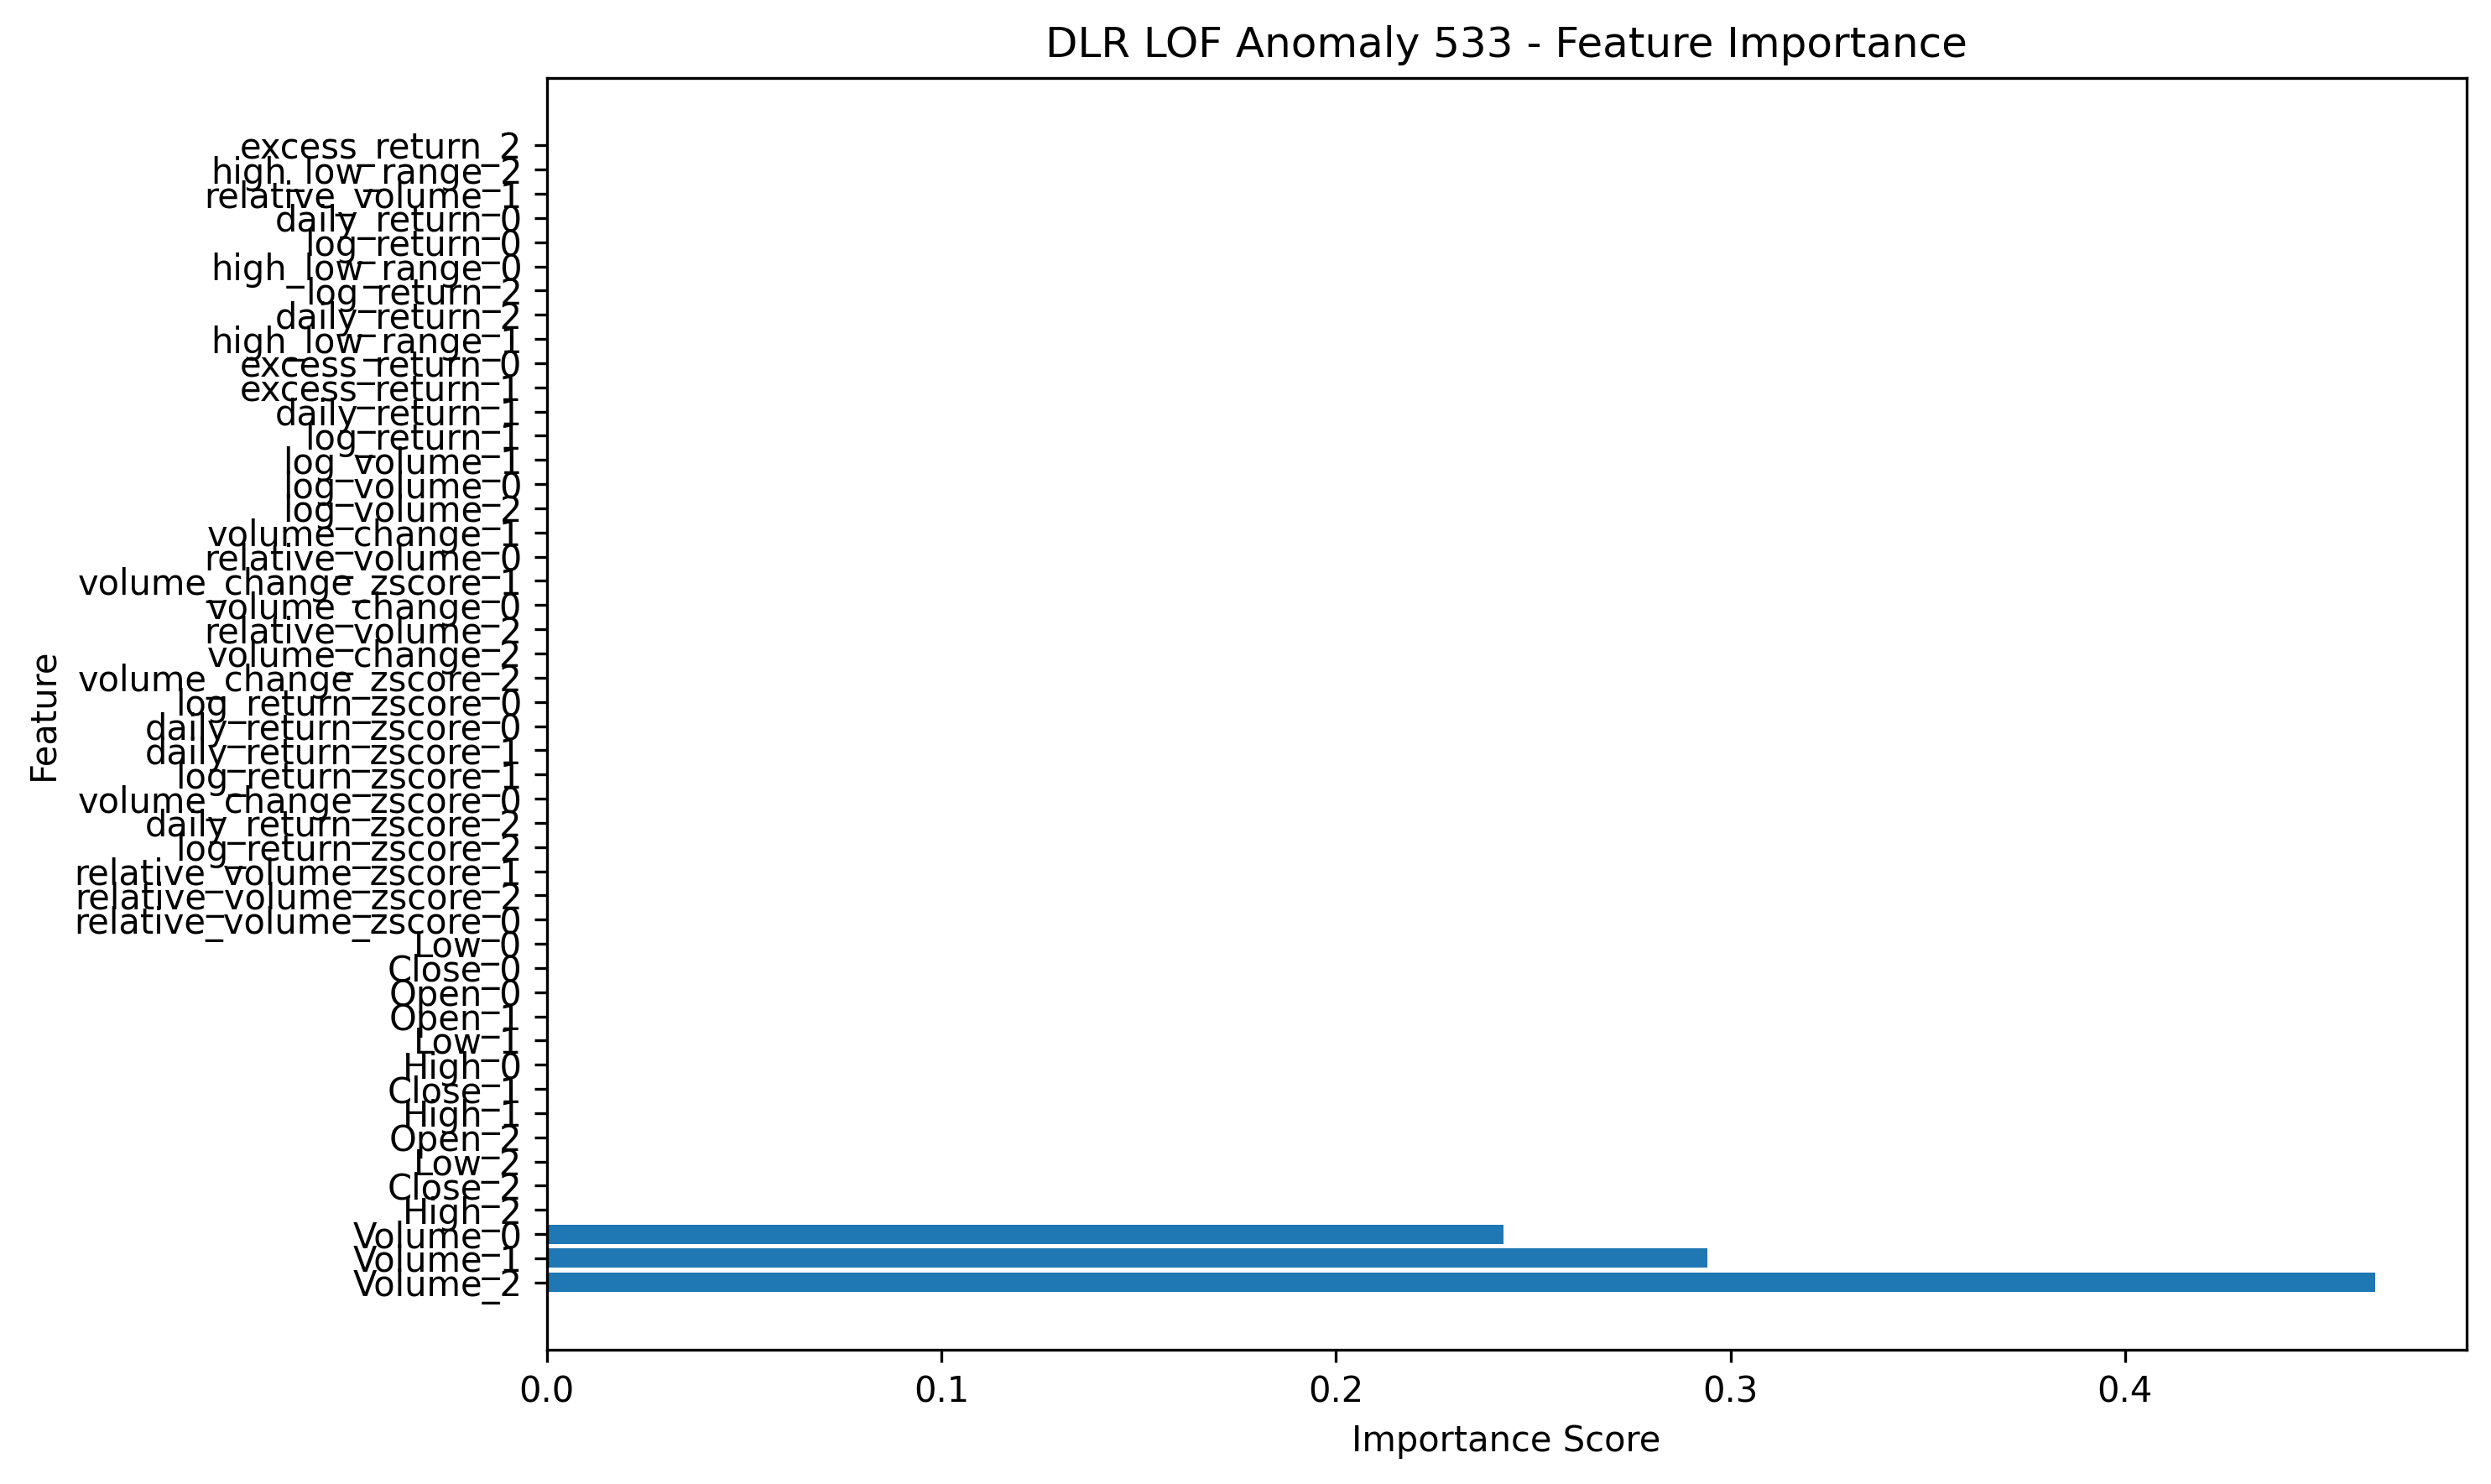 DLR LOF Anomaly 533 - Feature Importance
excess_return_2
high_low_range_2
relative_volume_1
daily_return_0
log_return_0
high_low_range_0
log_return_2
daily_return_2
high_low_range_1
excess_return_0
excess_return_1
daily_return_1
log_return_1
log_volume_1
log_volume_0
log_volume_2
volume_change_1
relative_volume_0
volume_change_zscore_1
volume_change_0
relative_volume_2
volume_change_2
volume_change_zscore_2
log_return_zscore_0
daily_return_zscore_0
daily_return_zscore_1
log_return_zscore_1
volume_change_zscore_0
daily_return_zscore_2
log_return_zscore_2
relative_volume_zscore_1
relative_volume_zscore_2
relative_volume_zscore_0
Low_0
Close_0
Open_0
Open_1
Low_1
High_0
Close_1
High_1
Open_2
Low_2
Close_2
High_2
Volume_0
Volume_1
Volume_2
Feature
0.0 0.1 0.2 0.3 0.4
Importance Score